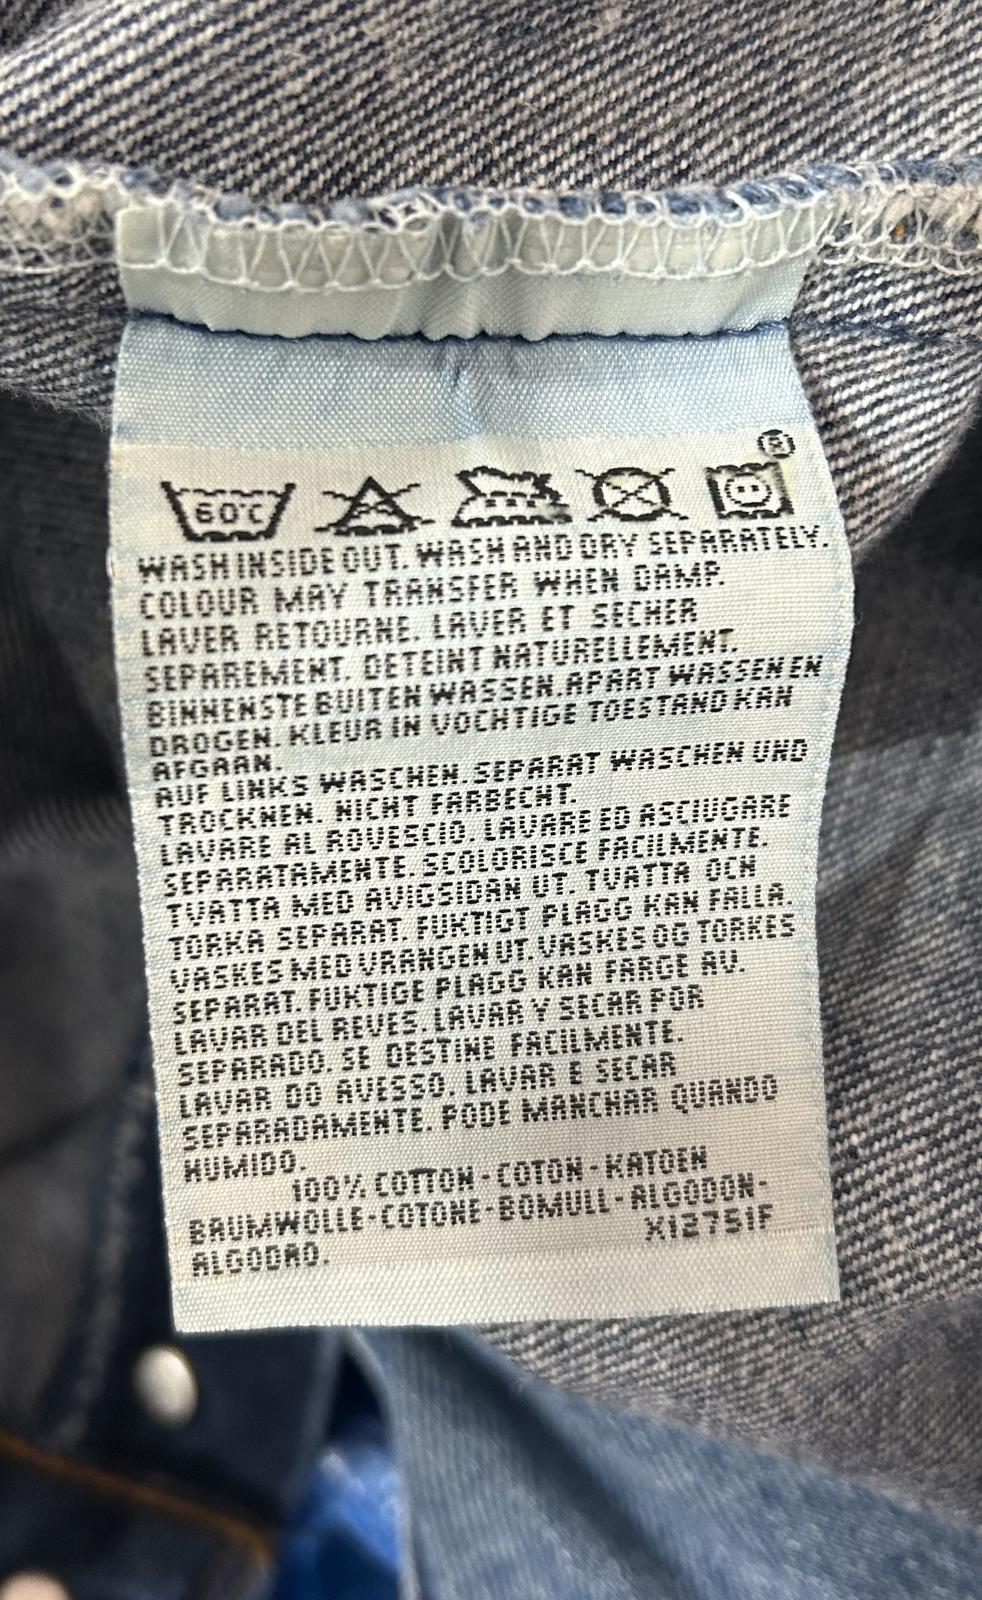 ®
60°C
WASH INSIDE OUT. WASH AND DRY SEPARATELY.
COLOUR MAY TRANSFER WHEN DAMP.
LAVER RETOURNE. LAVER ET SECHER
SEPAREMENT. DETEINT NATURELLEMENT.
BINNENSTE BUITEN WASSEN. APART WASSEN EN
DROGEN. KLEUR IN VOCHTIGE TOESTAND KAN
AFGAAN.
AUF LINKS WASCHEN. SEPARAT WASCHEN UND
TROCKNEN. NICHT FARBECHT.
LAVARE AL ROVESCIO. LAVARE ED ASCIUGARE
SEPARATAMENTE. SCOLORISCE FACILMENTE.
TVATTA MED AVIGSIDAN UT. TVATTA OCH
TORKA SEPARAT. FUKTIGT PLAGG KAN FALLA.
VASKES MED VRANGEN UT. VASKES OG TORKES
SEPARAT. FUKTIGE PLAGG KAN FARGE AV.
LAVAR DEL REVES. LAVAR Y SECAR POR
SEPARADO. SE DESTINE FACILMENTE.
LAVAR DO AVESSO. LAVAR E SECAR
SEPARADAMENTE. PODE MANCHAR QUANDO
HUMIDO.
100% COTTON - COTON - KATOEN
BAUMWOLLE - COTONE - BOMULL - ALGODON -
ALGODAO. X12751F